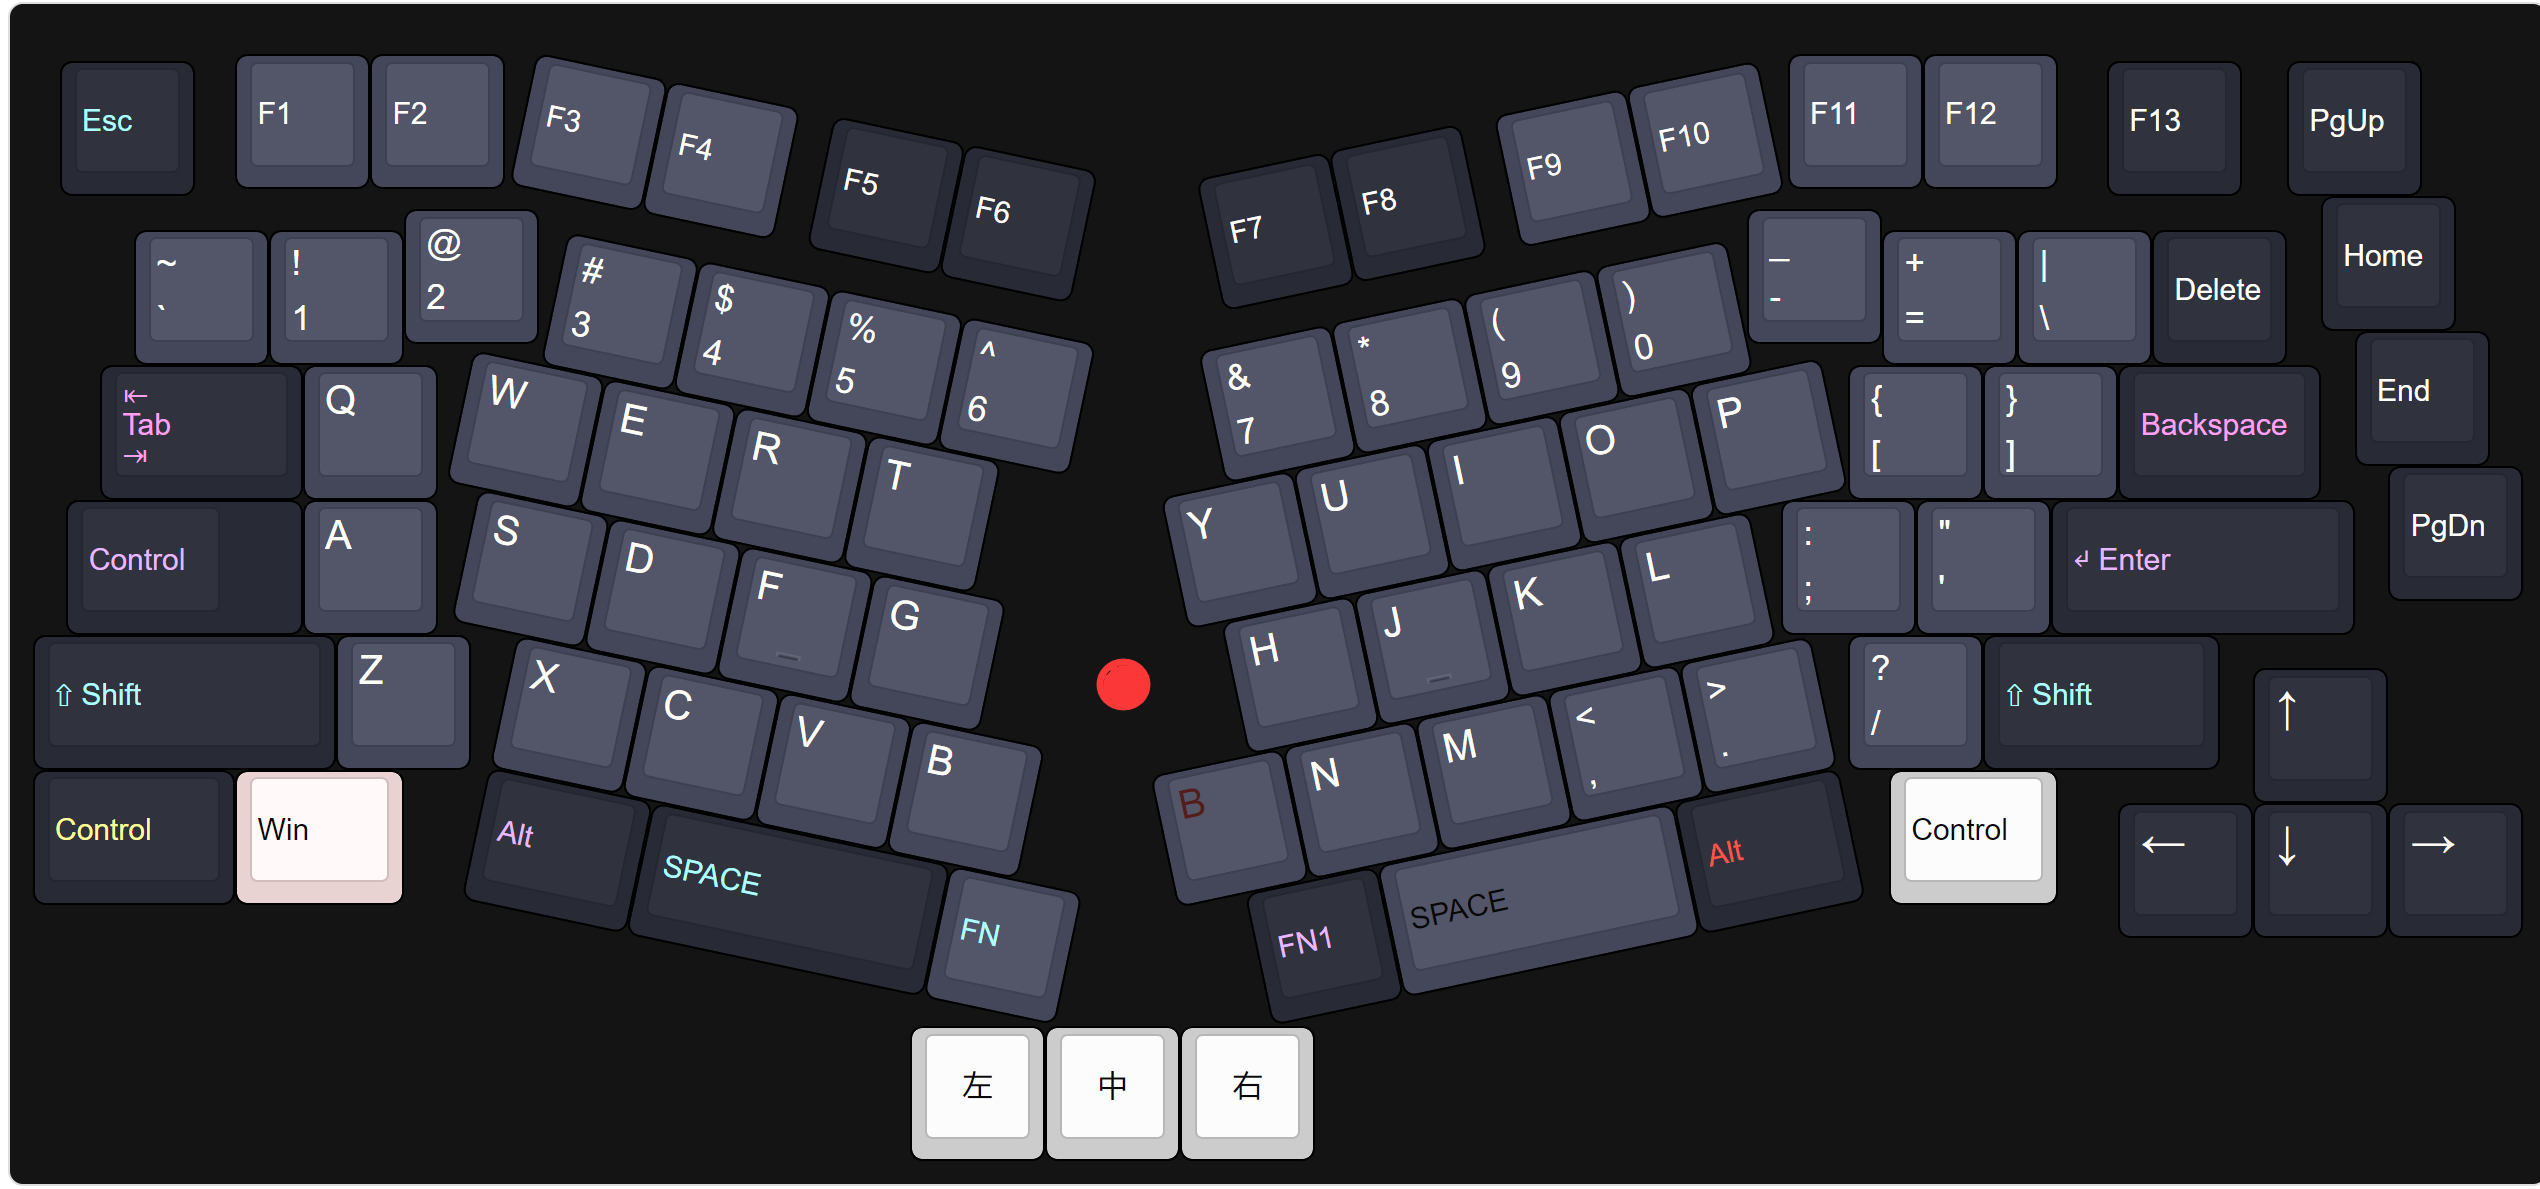 Esc F1 F2 F3 F4 F5 F6 F7 F8 F9 F10 F11 F12 F13 PgUp
~ ! @ # $ % ^ & * ( ) _ + | Delete Home
` 1 2 3 4 5 6 7 8 9 0 - = \
⇤
Tab
⇥
Q W E R T Y U I O P { } Backspace End
[ ]
Control A S D F G H J K L : " ↵ Enter PgDn
; '
⇧ Shift Z X C V B B N M < > ? ⇧ Shift ↑
, . /
Control Win Alt SPACE FN FN1 SPACE Alt Control ← ↓ →
左 中 右